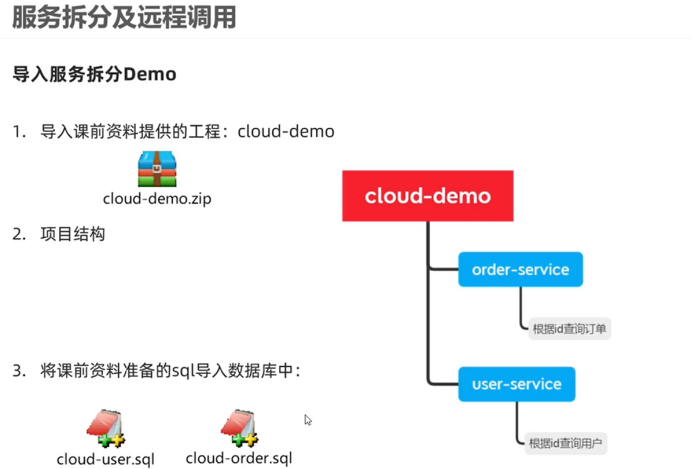 服务拆分及远程调用
导入服务拆分Demo
1. 导入课前资料提供的工程：cloud-demo
cloud-demo.zip
2. 项目结构
cloud-demo
order-service
根据id查询订单
user-service
根据id查询用户
3. 将课前资料准备的sql导入数据库中：
cloud-user.sql
cloud-order.sql